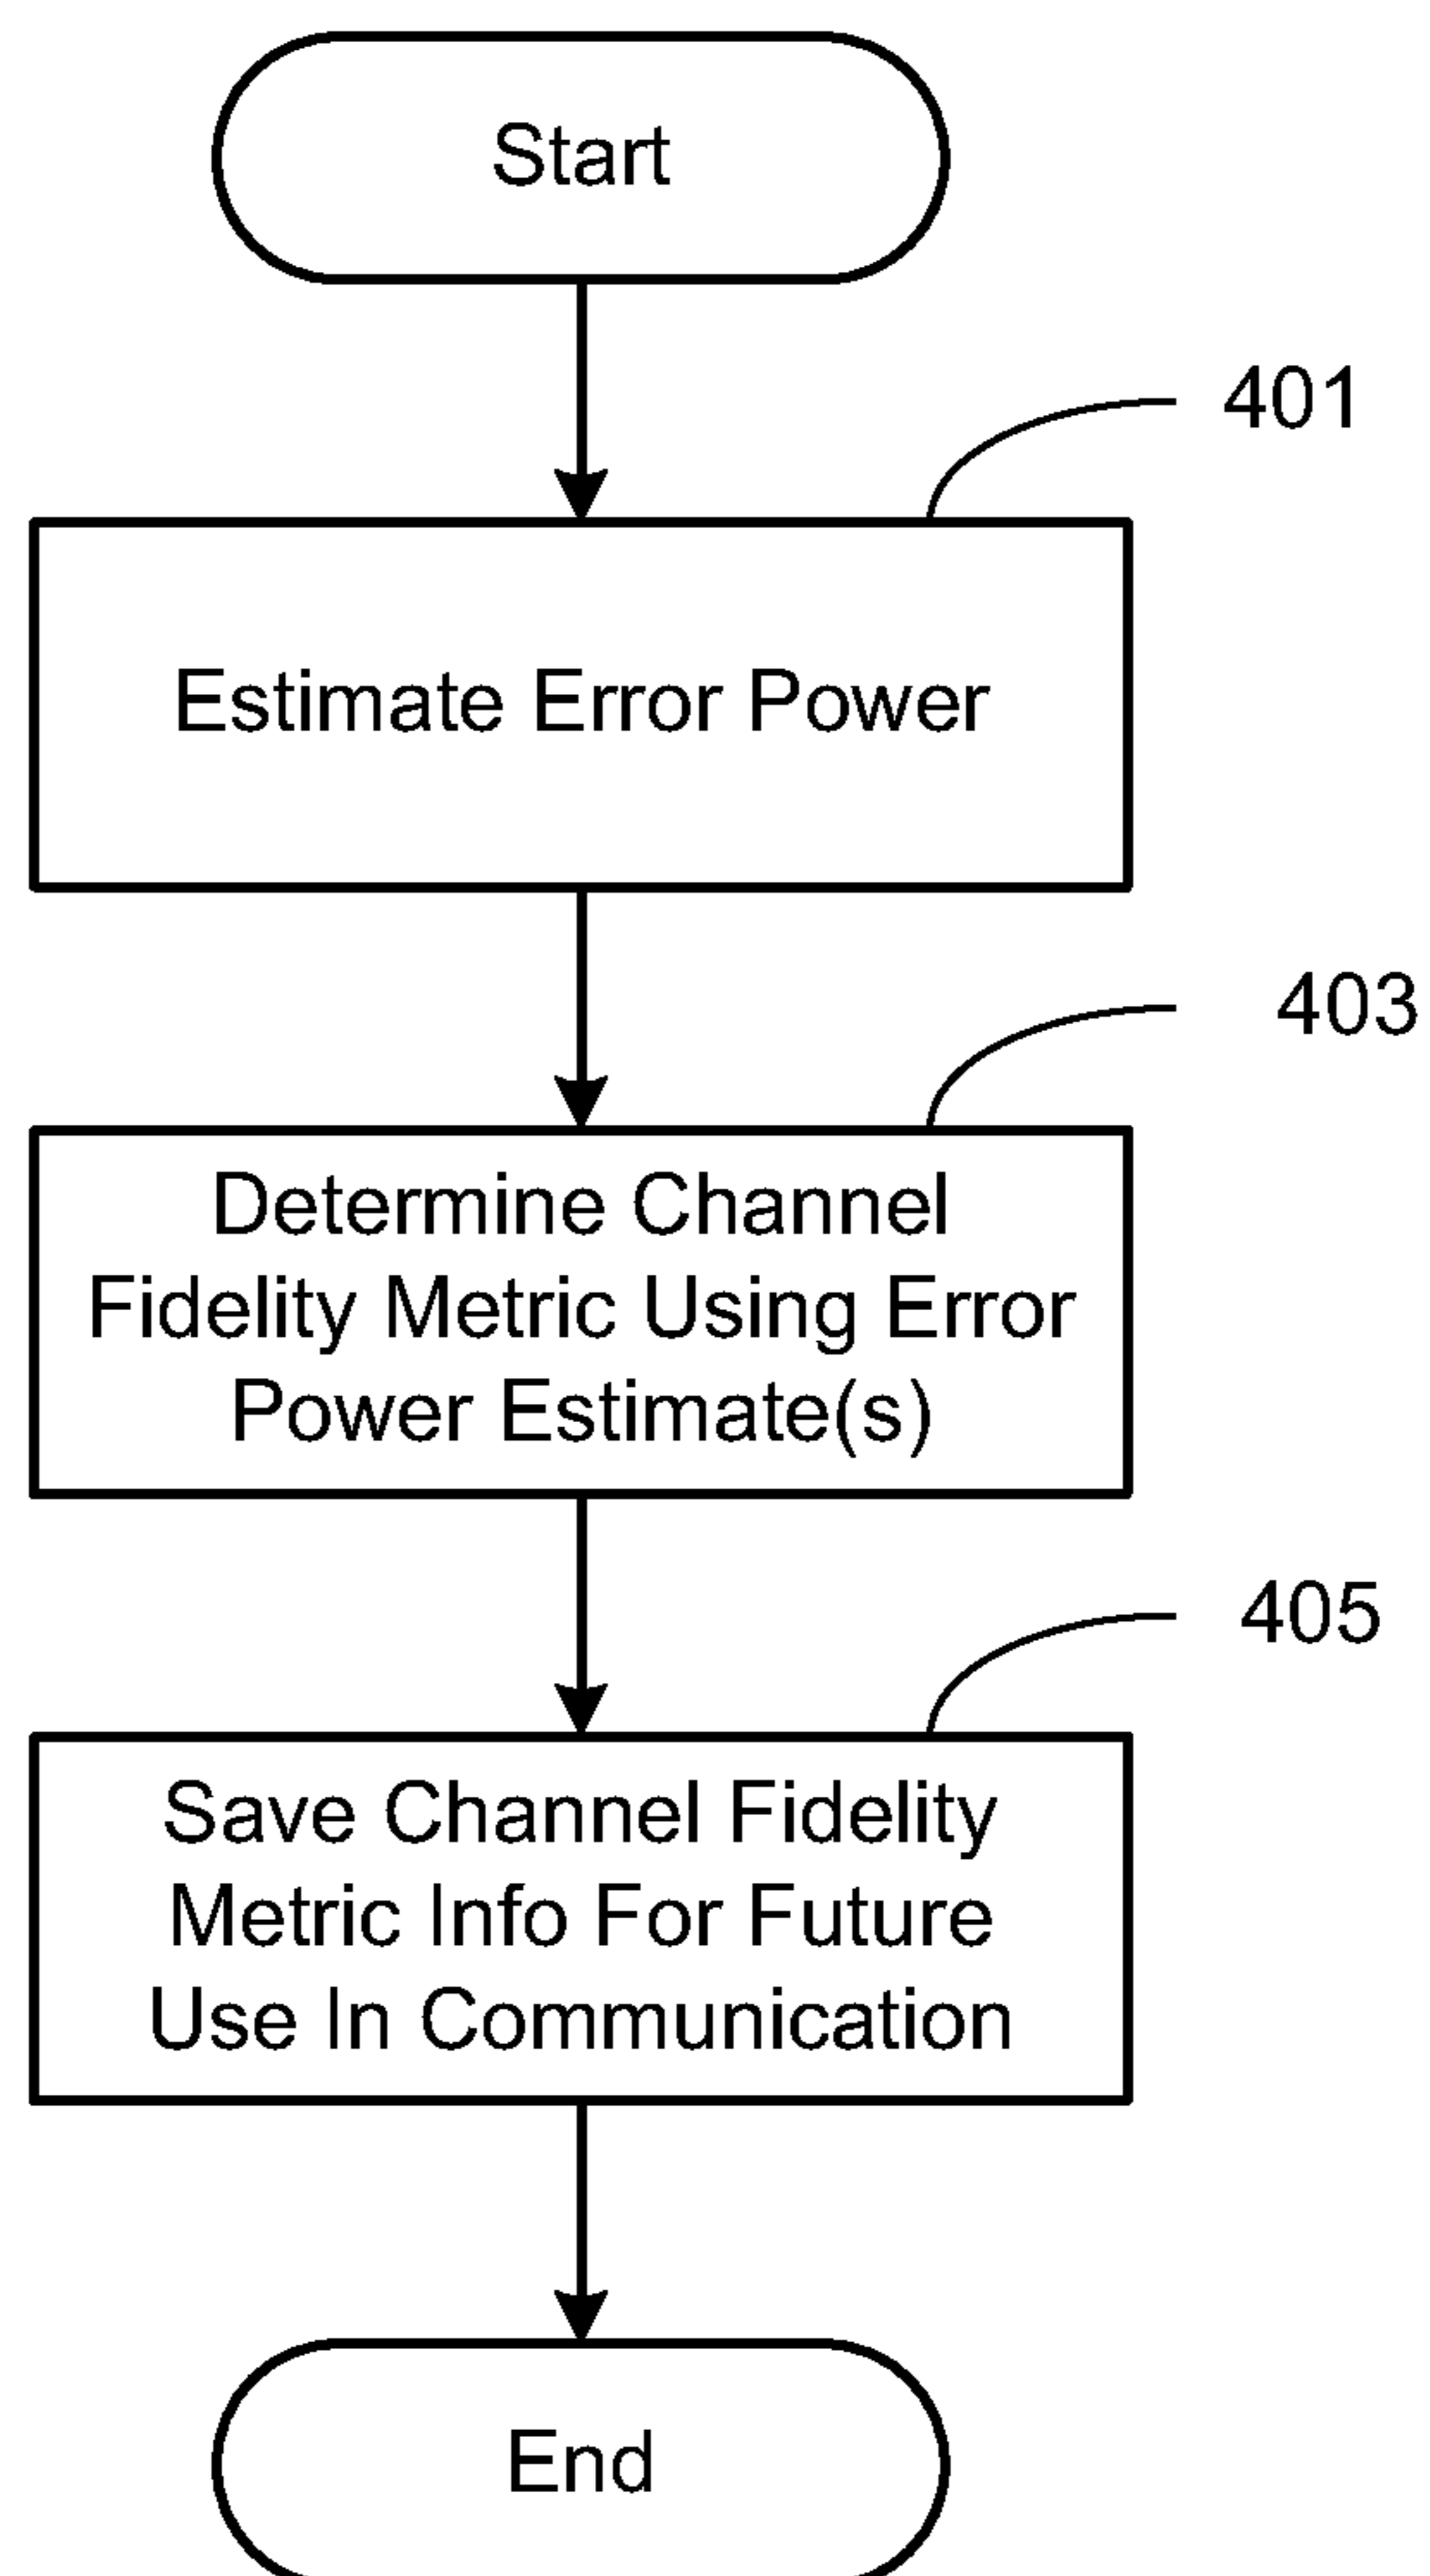 Start
401
Estimate Error Power
403
Determine Channel
Fidelity Metric Using Error
Power Estimate(s)
405
Save Channel Fidelity
Metric Info For Future
Use In Communication
End